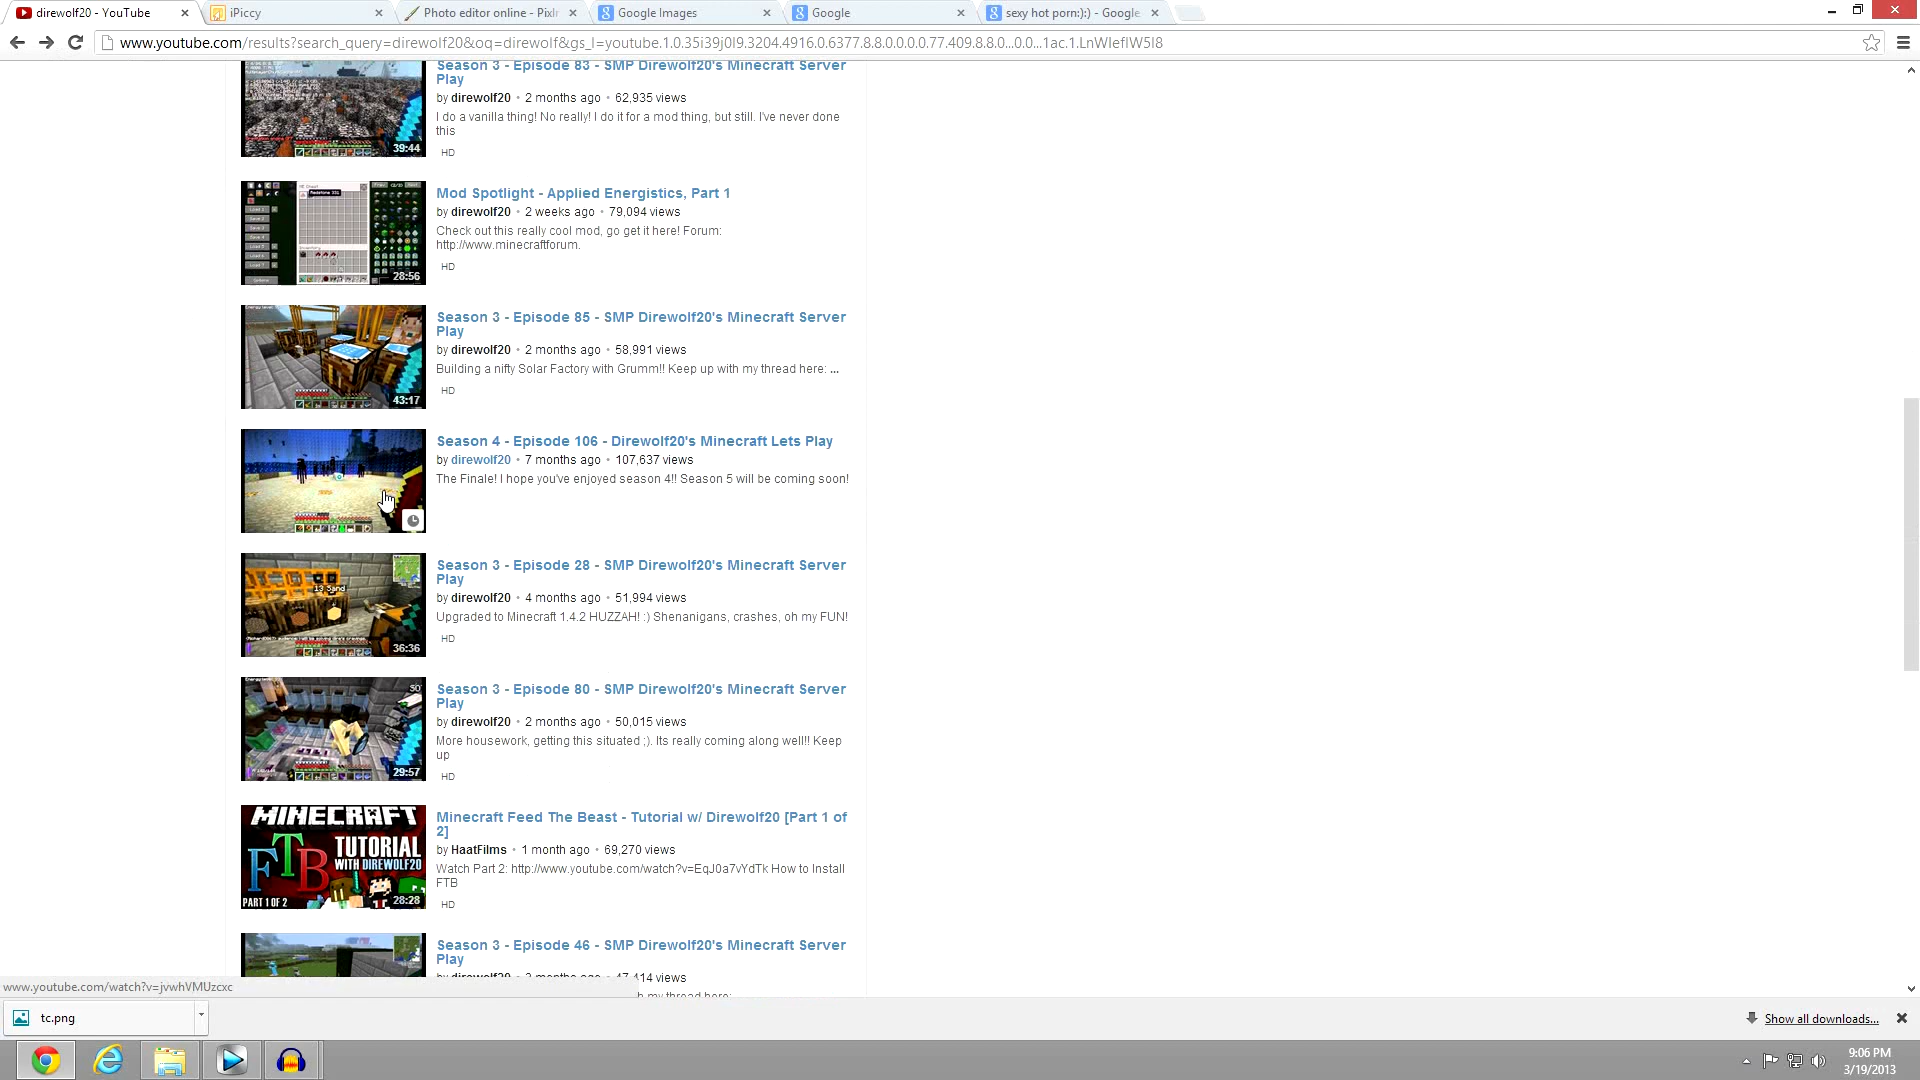 direwolf20 - YouTube
iPiccy
Photo editor online - Pixlr
Google Images
Google
sexy hot porn:):) - Google
www.youtube.com/results?search_query=direwolf20&oq=direwolf&gs_l=youtube.1.0.35i39j0l9.3204.4916.0.6377.8.8.0.0.0.0.77.409.8.8.0...0.0...1ac.1.LnWIefIW5I8
Season 3 - Episode 83 - SMP Direwolf20's Minecraft Server
Play
by direwolf20 • 2 months ago • 62,935 views
I do a vanilla thing! No really! I do it for a mod thing, but still. I've never done
this
HD
39:44
Mod Spotlight - Applied Energistics, Part 1
by direwolf20 • 2 weeks ago • 79,094 views
Check out this really cool mod, go get it here! Forum:
http://www.minecraftforum.
HD
28:56
Season 3 - Episode 85 - SMP Direwolf20's Minecraft Server
Play
by direwolf20 • 2 months ago • 58,991 views
Building a nifty Solar Factory with Grumm!! Keep up with my thread here: ...
HD
43:17
Season 4 - Episode 106 - Direwolf20's Minecraft Lets Play
by direwolf20 • 7 months ago • 107,637 views
The Finale! I hope you've enjoyed season 4!! Season 5 will be coming soon!
Season 3 - Episode 28 - SMP Direwolf20's Minecraft Server
Play
by direwolf20 • 4 months ago • 51,994 views
Upgraded to Minecraft 1.4.2 HUZZAH! :) Shenanigans, crashes, oh my FUN!
HD
13 Sand
36:36
Season 3 - Episode 80 - SMP Direwolf20's Minecraft Server
Play
by direwolf20 • 2 months ago • 50,015 views
More housework, getting this situated ;). Its really coming along well!! Keep
up
HD
29:57
MINECRAFT
FTB
TUTORIAL
WITH DIREWOLF20
PART 1 OF 2
28:28
Minecraft Feed The Beast - Tutorial w/ Direwolf20 [Part 1 of
2]
by HaatFilms • 1 month ago • 69,270 views
Watch Part 2: http://www.youtube.com/watch?v=EqJ0a7vYdTk How to Install
FTB
HD
Season 3 - Episode 46 - SMP Direwolf20's Minecraft Server
Play
by direwolf20 • 3 months ago • 47,414 views
my thread here:
www.youtube.com/watch?v=jvwhVMUzcxc
tc.png
Show all downloads...
9:06 PM
3/19/2013